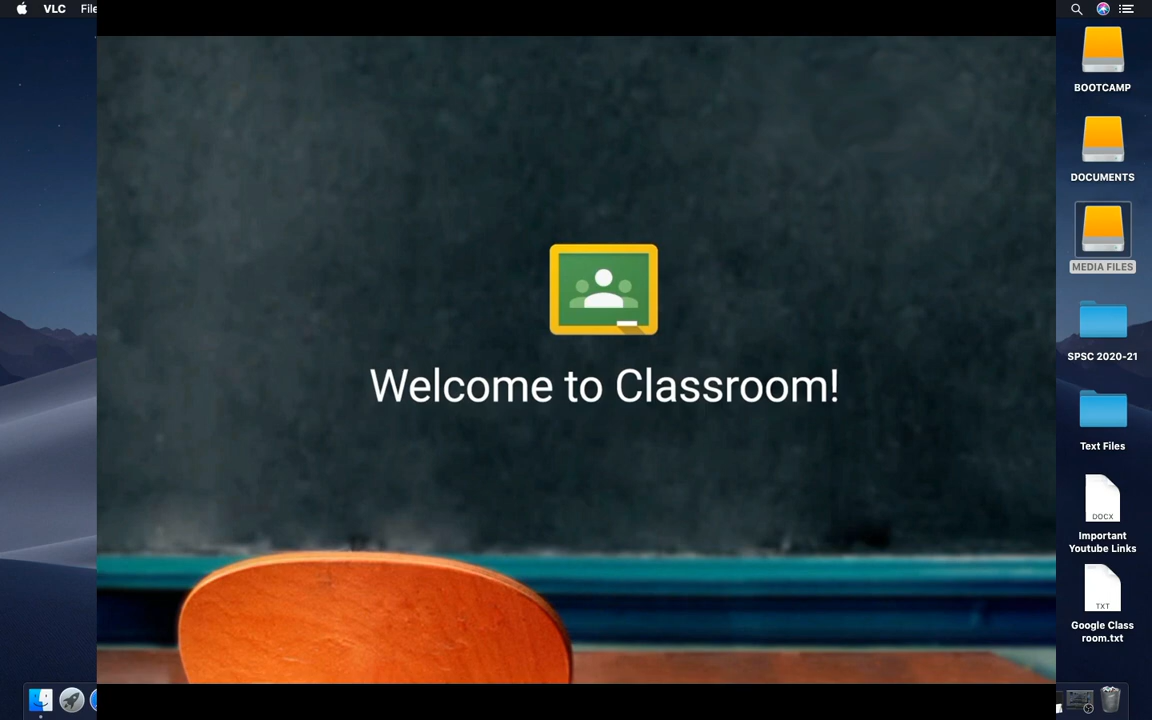 VLC File
Welcome to Classroom!
BOOTCAMP
DOCUMENTS
MEDIA FILES
SPSC 2020-21
Text Files
DOCX
Important
Youtube Links
TXT
Google Class
room.txt